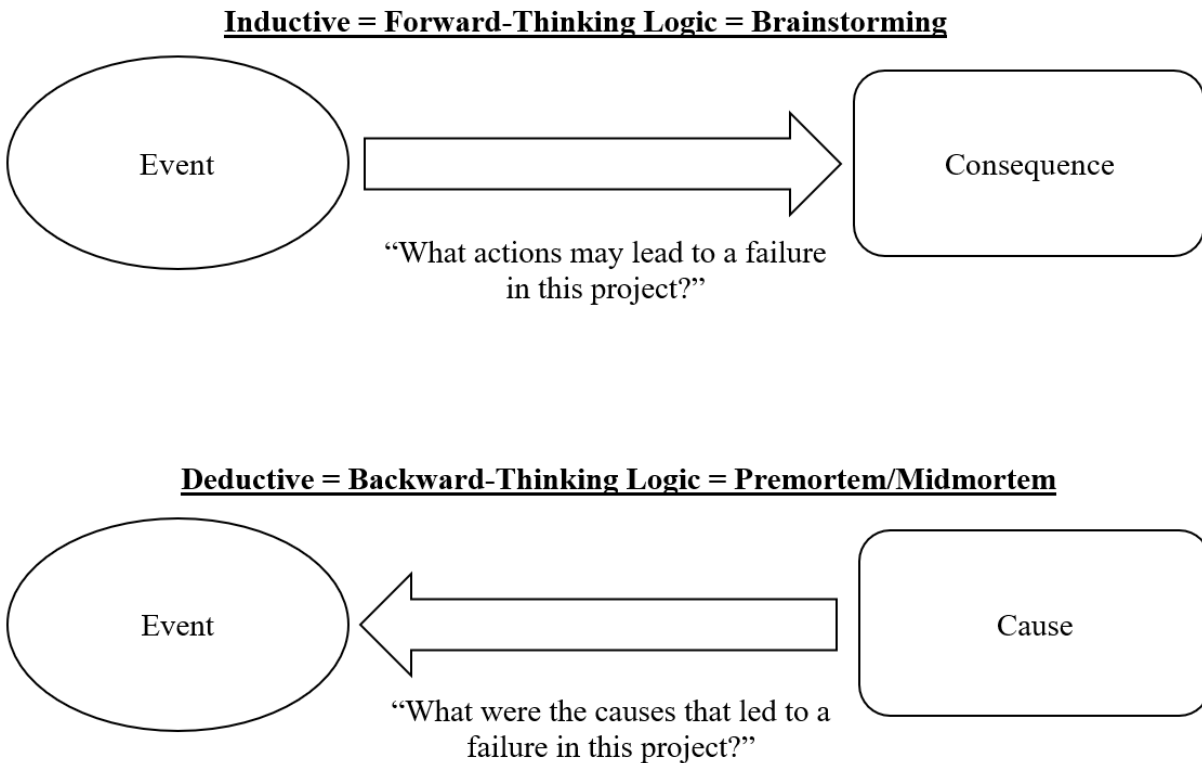 Inductive = Forward-Thinking Logic = Brainstorming
Event
Consequence
“What actions may lead to a failure
in this project?”
Deductive = Backward-Thinking Logic = Premortem/Midmortem
Event
Cause
“What were the causes that led to a
failure in this project?”